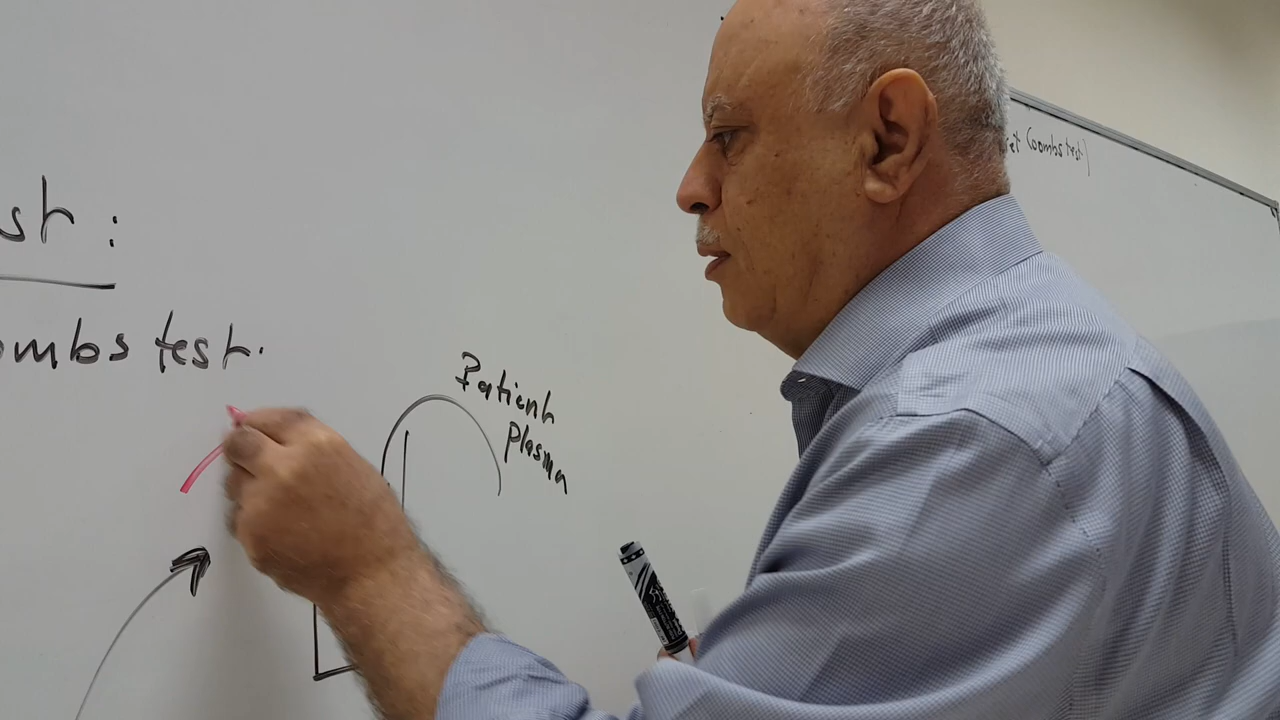 st:
ombs test.
Patient
plasma
test coombs)